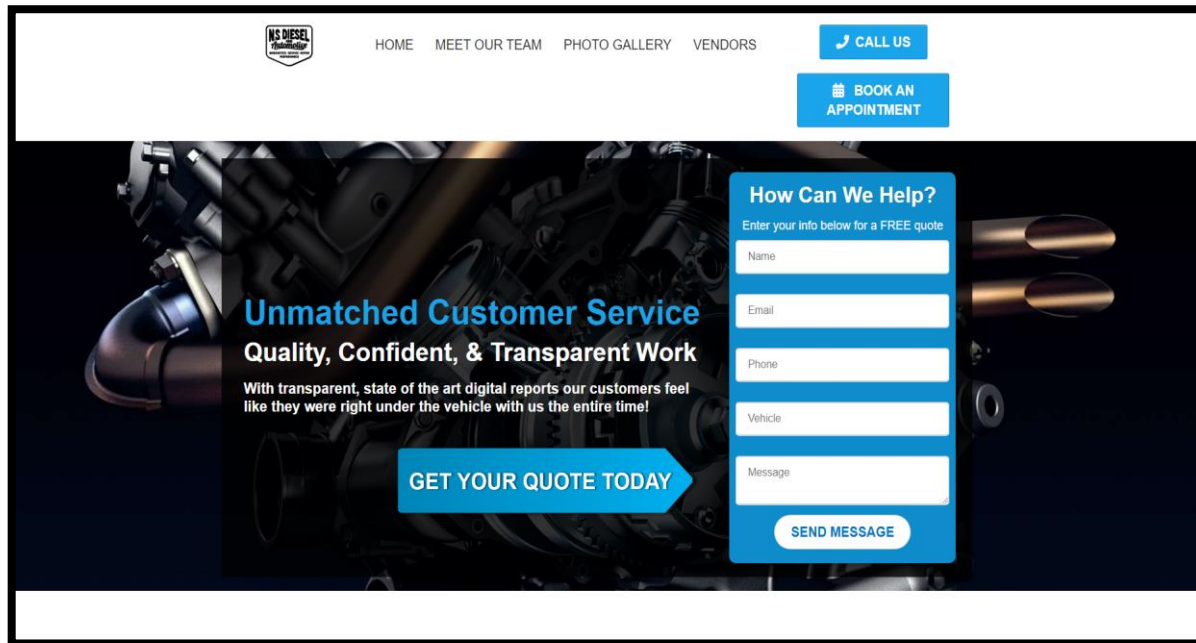 NS DIESEL
Automotive
HOME
MEET OUR TEAM
PHOTO GALLERY
VENDORS
CALL US
BOOK AN
APPOINTMENT
Unmatched Customer Service
Quality, Confident, & Transparent Work
With transparent, state of the art digital reports our customers feel
like they were right under the vehicle with us the entire time!
GET YOUR QUOTE TODAY
How Can We Help?
Enter your info below for a FREE quote
Name
Email
Phone
Vehicle
Message
SEND MESSAGE